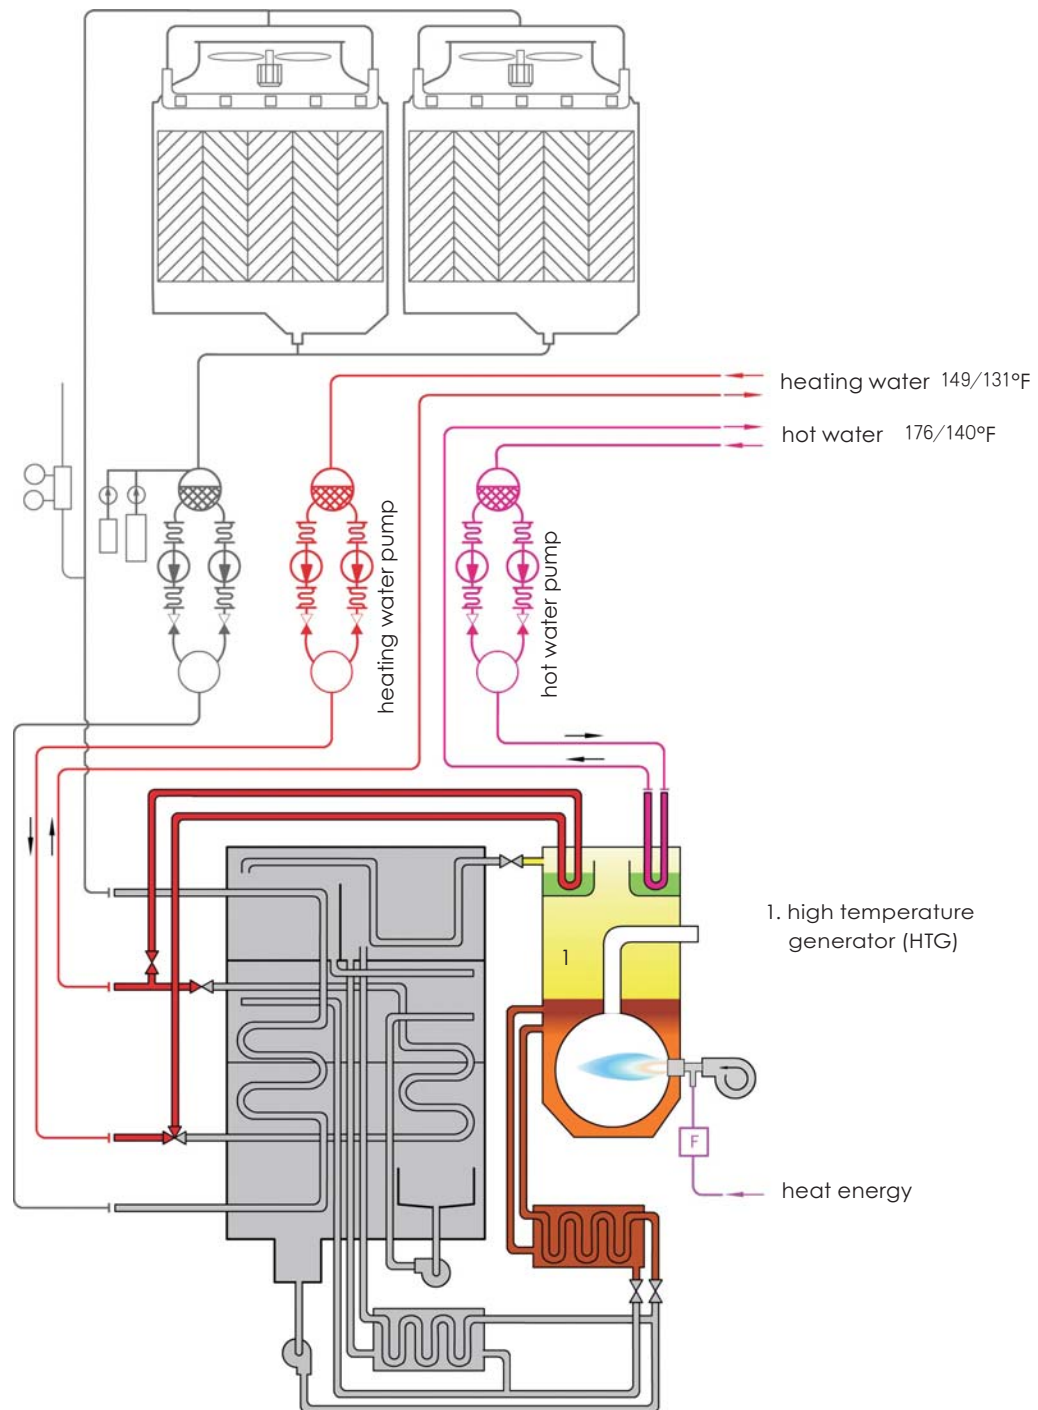 heating water 149/131°F
hot water 176/140°F
heating water pump
hot water pump
1. high temperature
generator (HTG)
1
F
heat energy